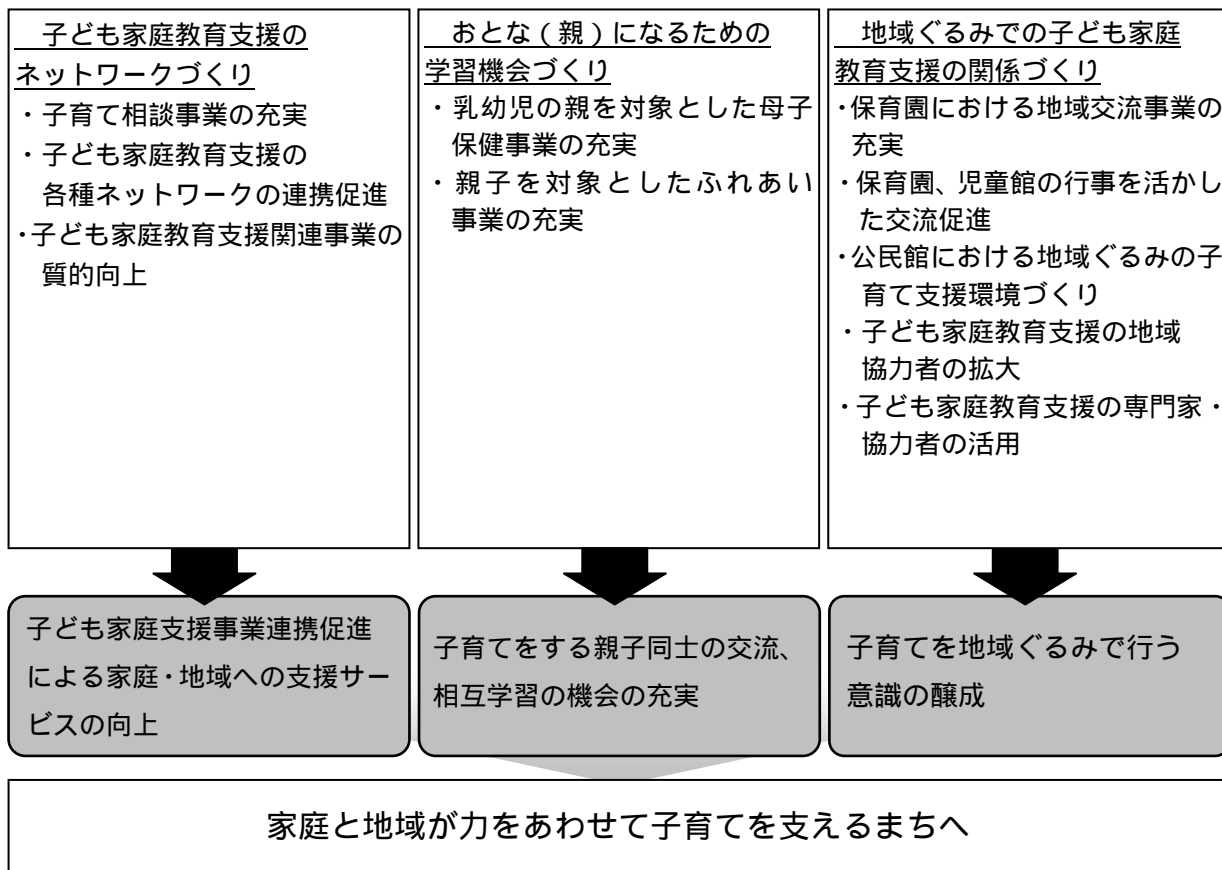 子ども家庭教育支援の
ネットワークづくり
・子育て相談事業の充実
・子ども家庭教育支援の
各種ネットワークの連携促進
・子ども家庭教育支援関連事業の
質的向上
おとな(親)になるための
学習機会づくり
・乳幼児の親を対象とした母子
保健事業の充実
・親子を対象としたふれあい
事業の充実
地域ぐるみでの子ども家庭
教育支援の関係づくり
・保育園における地域交流事業の
充実
・保育園、児童館の行事を活かし
た交流促進
・公民館における地域ぐるみの子
育て支援環境づくり
・子ども家庭教育支援の地域
協力者の拡大
・子ども家庭教育支援の専門家・
協力者の活用
子ども家庭支援事業連携促進
による家庭・地域への支援サー
ビスの向上
子育てをする親子同士の交流、
相互学習の機会の充実
子育てを地域ぐるみで行う
意識の醸成
家庭と地域が力をあわせて子育てを支えるまちへ